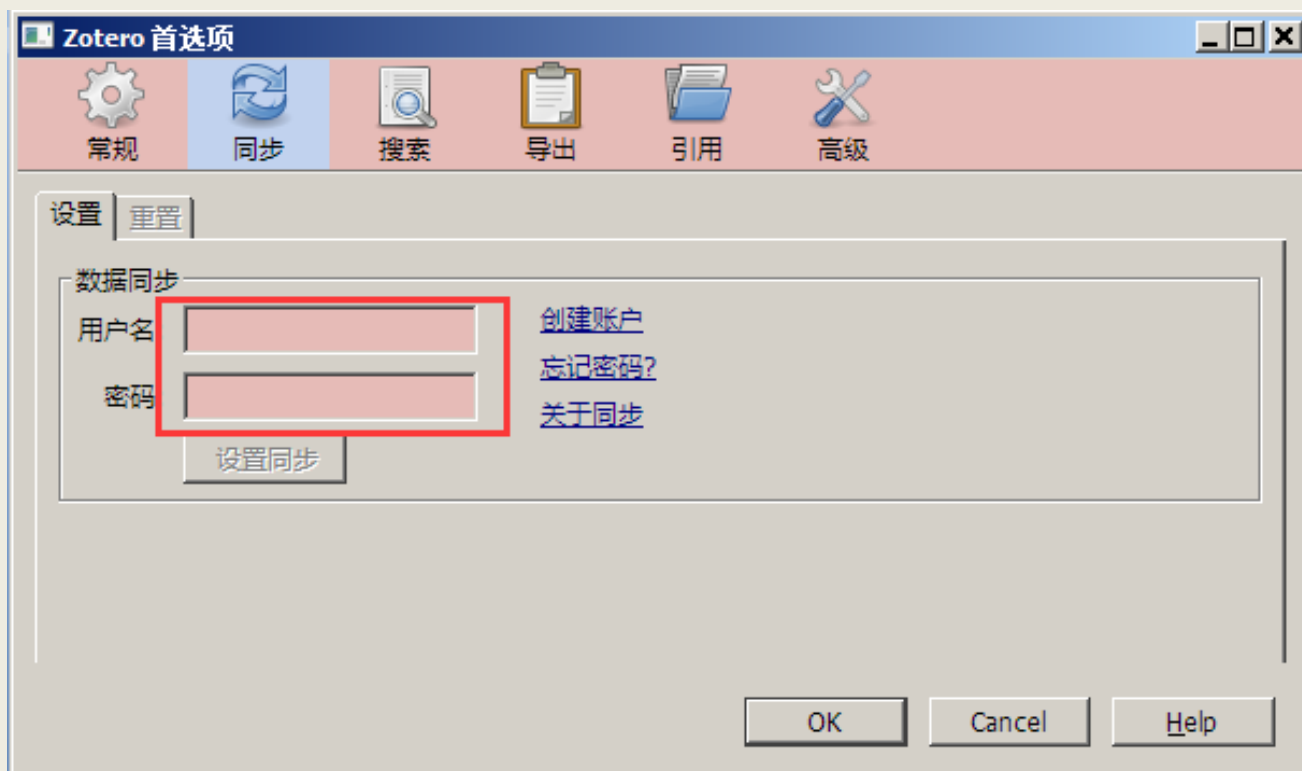 Zotero 首选项
常规 同步 搜索 导出 引用 高级
设置 重置
数据同步
用户名 创建账户
忘记密码?
密码 关于同步
设置同步
OK Cancel Help